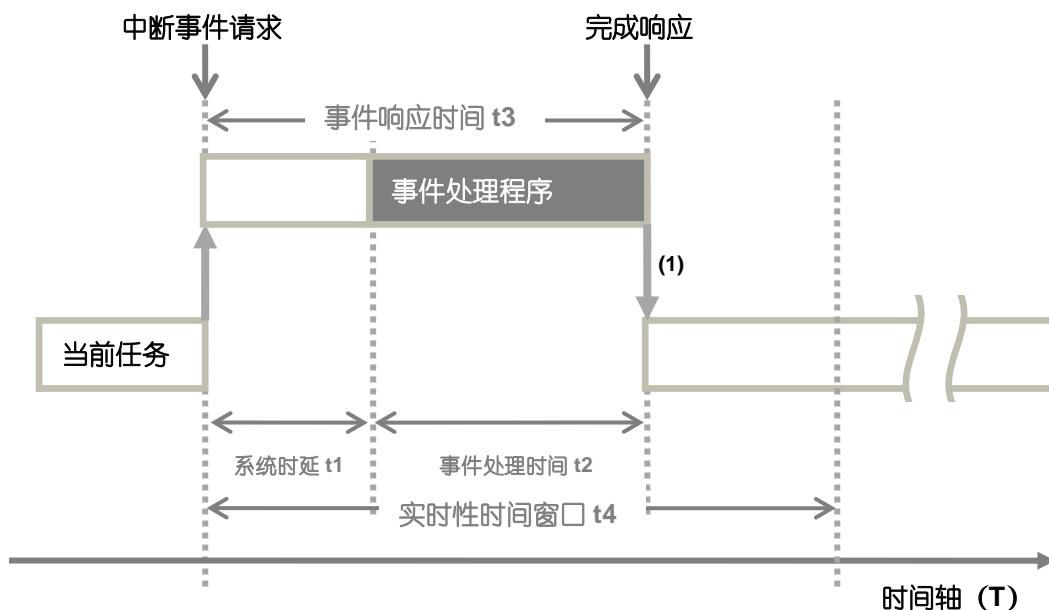 中断事件请求
完成响应
事件响应时间 t3
事件处理程序
(1)
当前任务
系统时延 t1
事件处理时间 t2
实时性时间窗口 t4
时间轴（T）